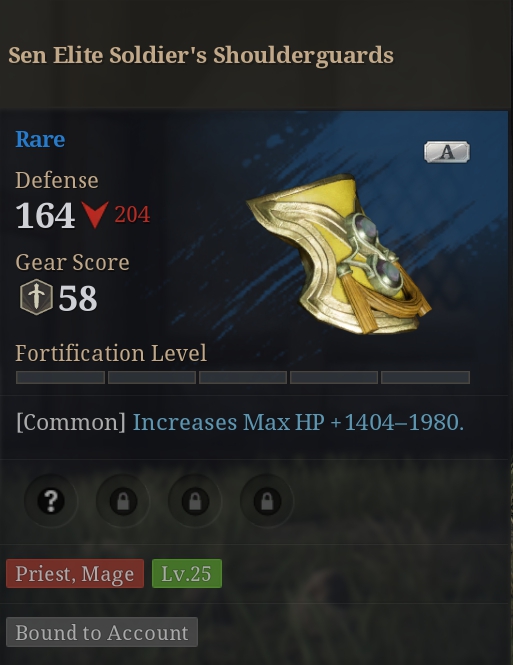 Sen Elite Soldier's Shoulderguards
Rare
A
Defense
164 204
Gear Score
58
Fortification Level
[Common] Increases Max HP +1404–1980.
?
Priest, Mage Lv.25
Bound to Account